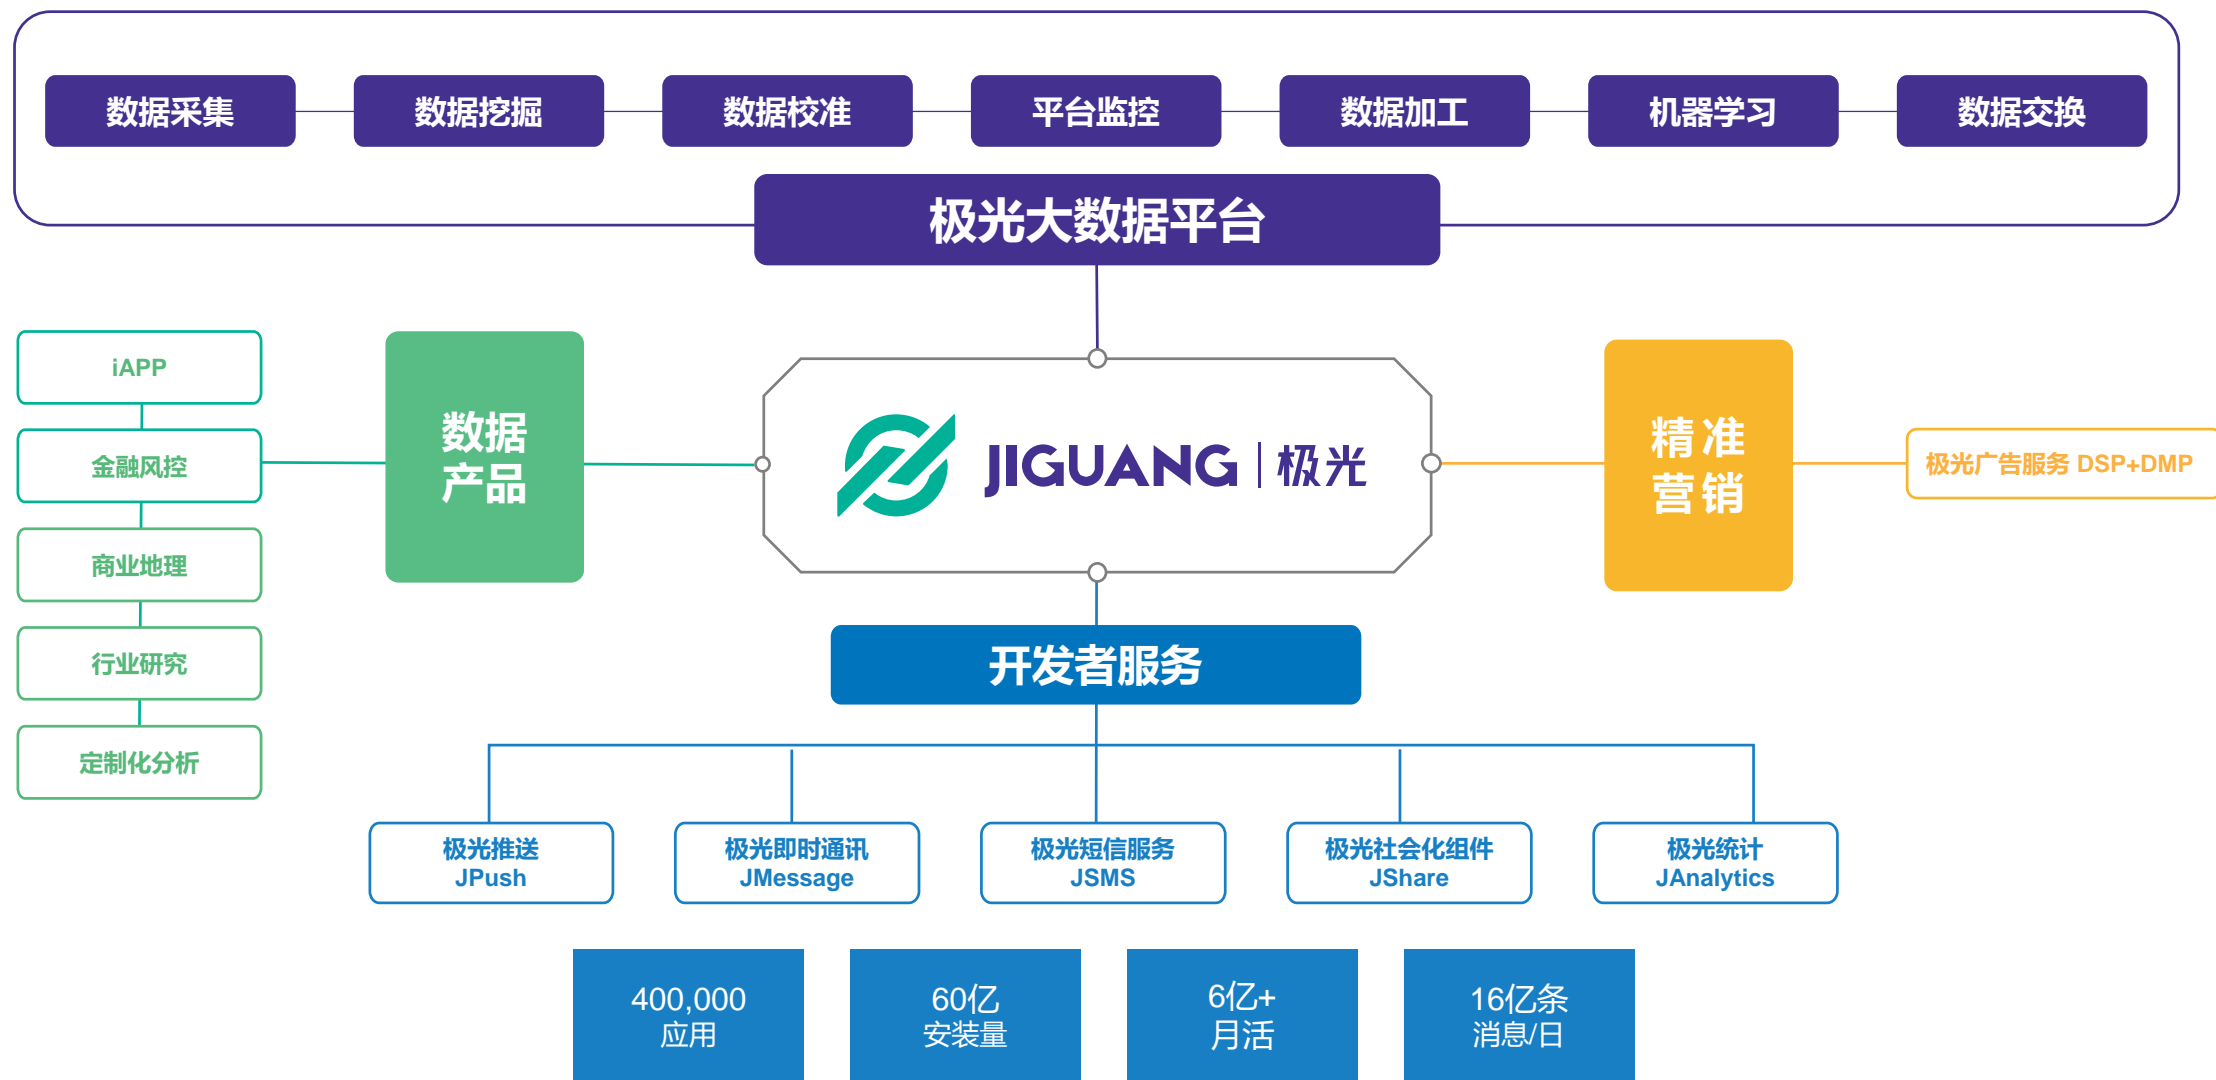 数据采集
数据挖掘
数据校准
平台监控
数据加工
机器学习
数据交换
极光大数据平台
iAPP
金融风控
商业地理
行业研究
定制化分析
数据
产品
JIGUANG | 极光
精准
营销
极光广告服务 DSP+DMP
开发者服务
极光推送
JPush
极光即时通讯
JMessage
极光短信服务
JSMS
极光社会化组件
JShare
极光统计
JAnalytics
400,000
应用
60亿
安装量
6亿+
月活
16亿条
消息/日